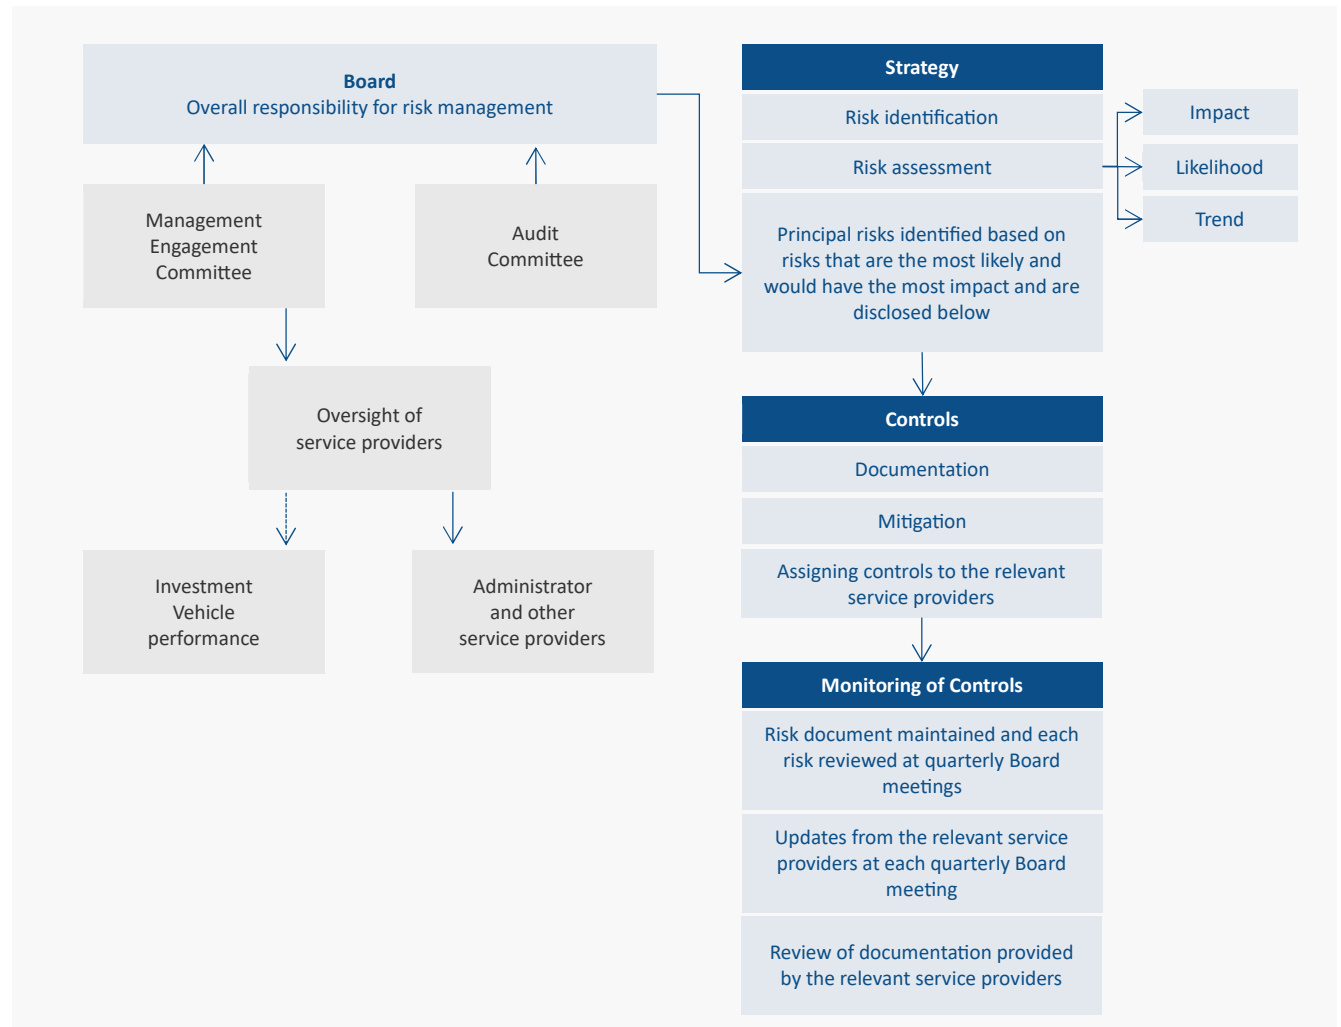 Board
Overall responsibility for risk management
Management
Engagement
Committee
Audit
Committee
Oversight of
service providers
Investment
Vehicle
performance
Administrator
and other
service providers
Strategy
Risk identification
Risk assessment
Principal risks identified based on
risks that are the most likely and
would have the most impact and are
disclosed below
Impact
Likelihood
Trend
Controls
Documentation
Mitigation
Assigning controls to the relevant
service providers
Monitoring of Controls
Risk document maintained and each
risk reviewed at quarterly Board
meetings
Updates from the relevant service
providers at each quarterly Board
meeting
Review of documentation provided
by the relevant service providers